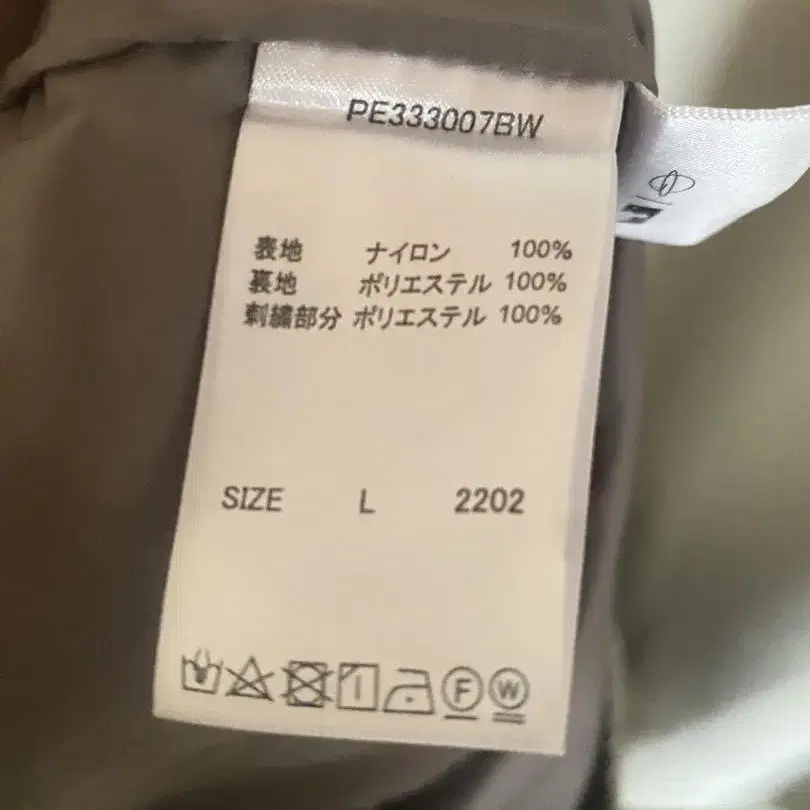 PE333007BW
表地 ナイロン 100%
裏地 ポリエステル 100%
刺繍部分 ポリエステル 100%
SIZE L 2202
F W